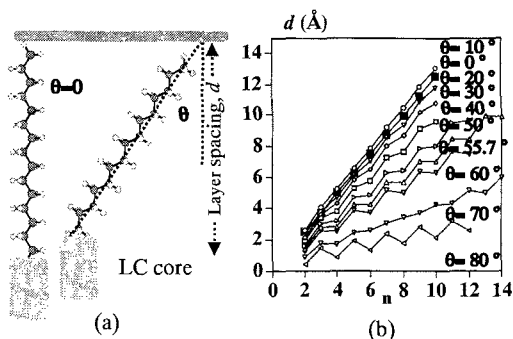 θ=0
θ
Layer spacing, d
LC core
(a)
d (Å)
14
12
10
8
6
4
2
0
0 2 4 6 8 10 12 14
n
θ= 10 °
θ= 0 °
θ= 20 °
θ= 30 °
θ= 40 °
θ= 50 °
θ= 55.7 °
θ= 60 °
θ= 70 °
θ= 80 °
(b)